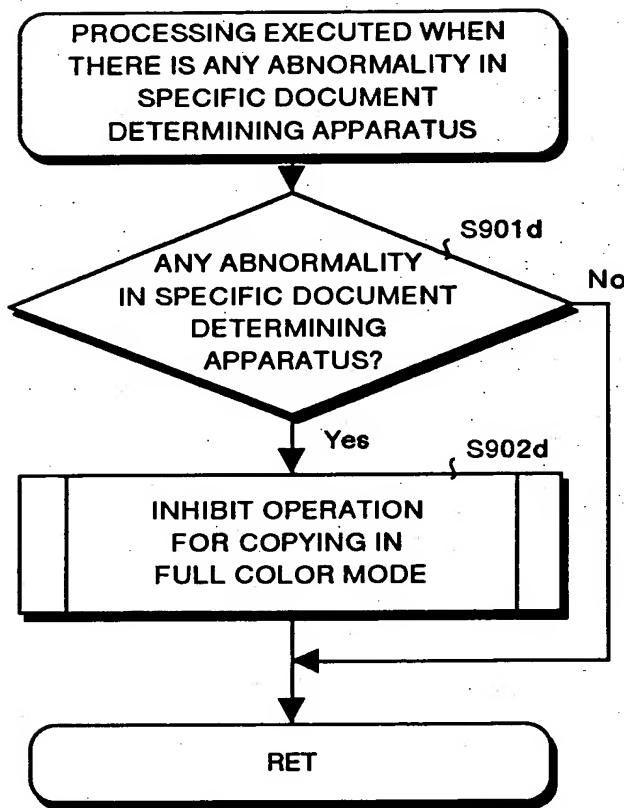 PROCESSING EXECUTED WHEN
THERE IS ANY ABNORMALITY IN
SPECIFIC DOCUMENT
DETERMINING APPARATUS
S901d
ANY ABNORMALITY
IN SPECIFIC DOCUMENT
DETERMINING
APPARATUS?
No
Yes
S902d
INHIBIT OPERATION
FOR COPYING IN
FULL COLOR MODE
RET